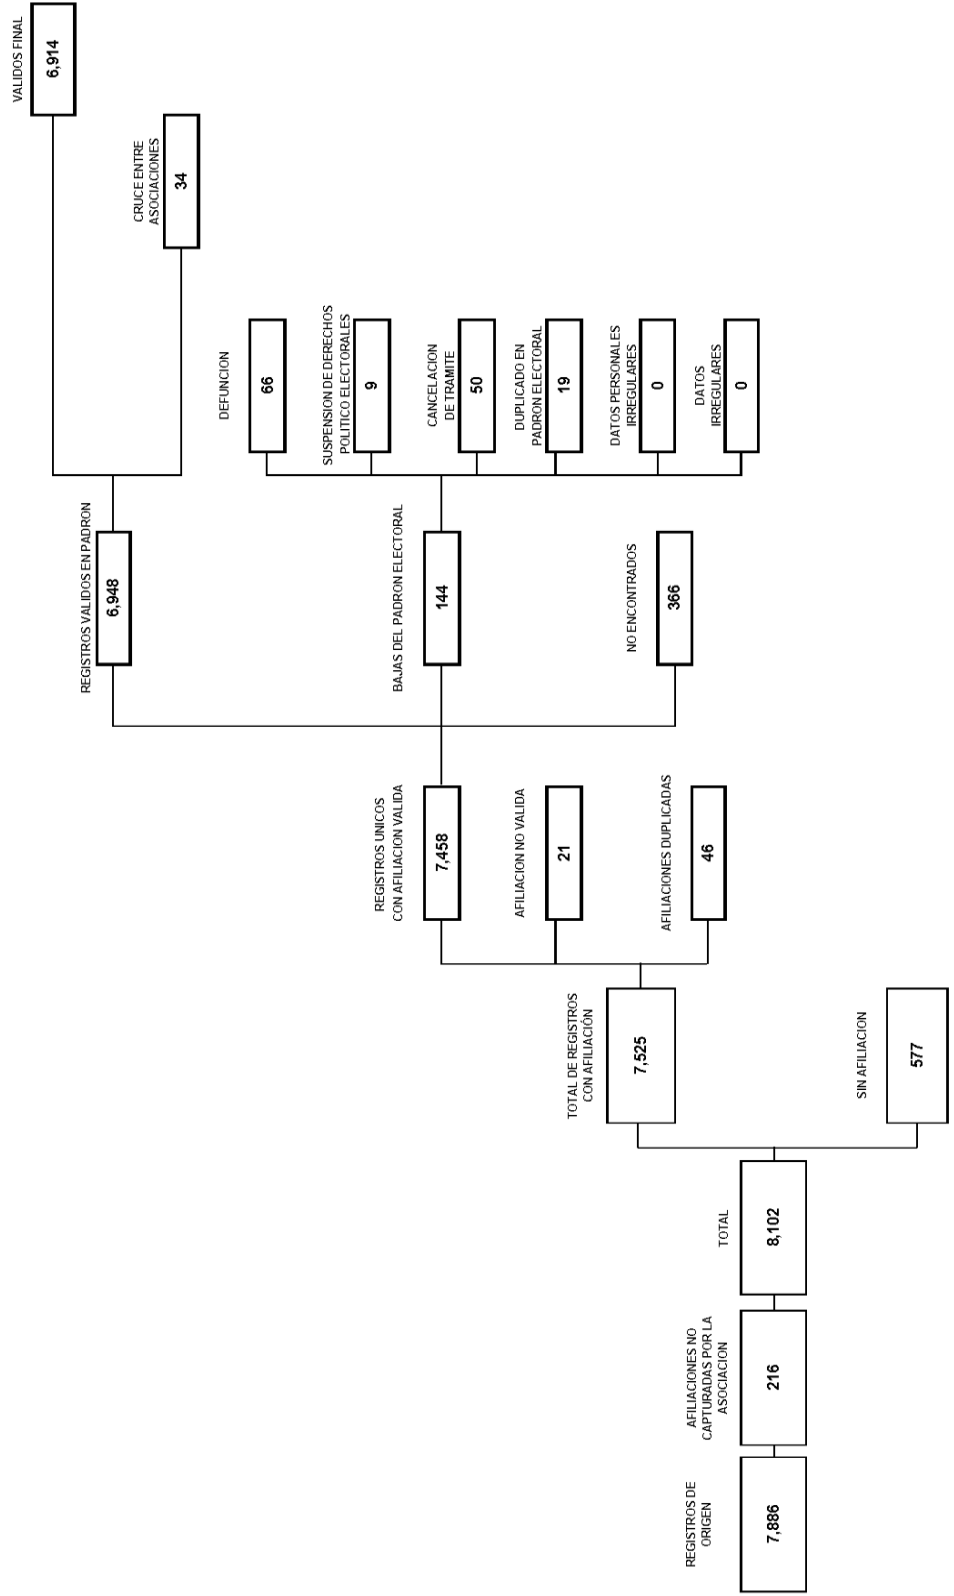 REGISTROS DE
ORIGEN
7,886
AFILIACIONES NO
CAPTURADAS POR LA
ASOCIACION
216
TOTAL
8,102
TOTAL DE REGISTROS
CON AFILIACIÓN
7,525
SIN AFILIACION
577
REGISTROS UNICOS
CON AFILIACION VALIDA
7,458
AFILIACION NO VALIDA
21
AFILIACIONES DUPLICADAS
46
REGISTROS VALIDOS EN PADRON
6,948
BAJAS DEL PADRON ELECTORAL
144
NO ENCONTRADOS
366
DEFUNCION
66
SUSPENSION DE DERECHOS
POLITICO ELECTORALES
9
CANCELACION
DE TRAMITE
50
DUPLICADO EN
PADRON ELECTORAL
19
DATOS PERSONALES
IRREGULARES
0
DATOS
IRREGULARES
0
CRUCE ENTRE
ASOCIACIONES
34
VALIDOS FINAL
6,914